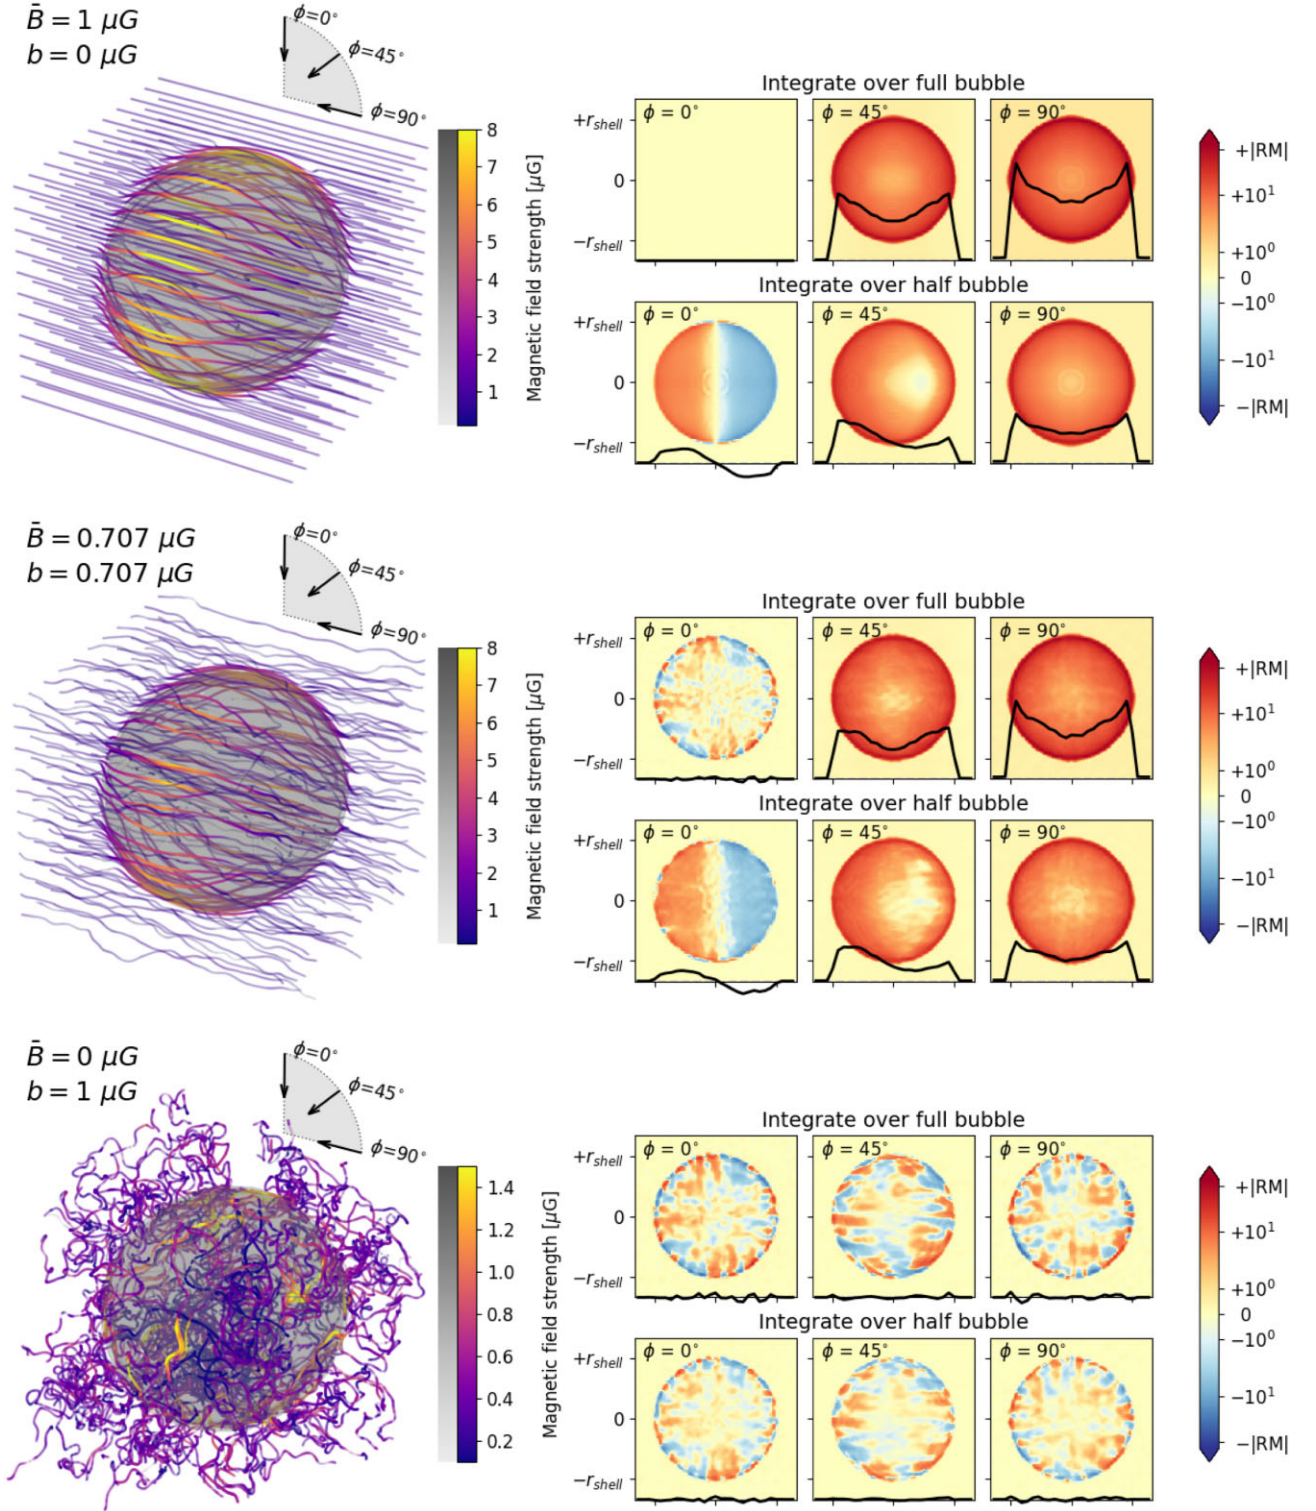 B̄ = 1 μG
b = 0 μG
ϕ=0°
ϕ=45°
ϕ=90°
8
7
6
5
4
3
2
1
Magnetic field strength [μG]
Integrate over full bubble
ϕ = 0°
ϕ = 45°
ϕ = 90°
+r_shell
0
−r_shell
Integrate over half bubble
ϕ = 0°
ϕ = 45°
ϕ = 90°
+r_shell
0
−r_shell
+|RM|
+10¹
+10⁰
0
−10⁰
−10¹
−|RM|
B̄ = 0.707 μG
b = 0.707 μG
ϕ=0°
ϕ=45°
ϕ=90°
8
7
6
5
4
3
2
1
Magnetic field strength [μG]
Integrate over full bubble
ϕ = 0°
ϕ = 45°
ϕ = 90°
+r_shell
0
−r_shell
Integrate over half bubble
ϕ = 0°
ϕ = 45°
ϕ = 90°
+r_shell
0
−r_shell
+|RM|
+10¹
+10⁰
0
−10⁰
−10¹
−|RM|
B̄ = 0 μG
b = 1 μG
ϕ=0°
ϕ=45°
ϕ=90°
1.4
1.2
1.0
0.8
0.6
0.4
0.2
Magnetic field strength [μG]
Integrate over full bubble
ϕ = 0°
ϕ = 45°
ϕ = 90°
+r_shell
0
−r_shell
Integrate over half bubble
ϕ = 0°
ϕ = 45°
ϕ = 90°
+r_shell
0
−r_shell
+|RM|
+10¹
+10⁰
0
−10⁰
−10¹
−|RM|